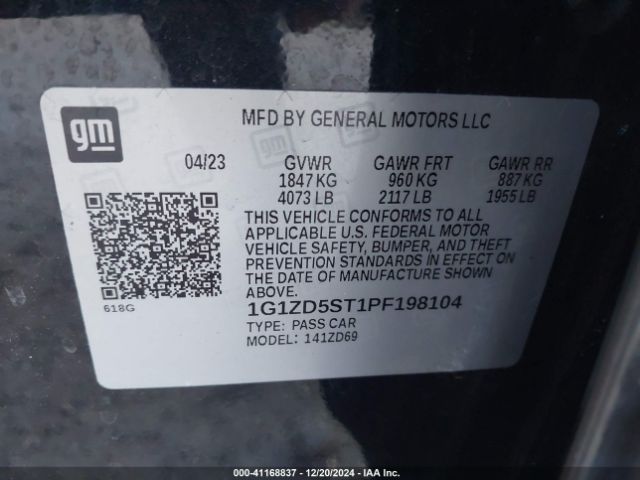 gm
MFD BY GENERAL MOTORS LLC
04/23 GVWR GAWR FRT GAWR RR
1847 KG 960 KG 887 KG
4073 LB 2117 LB 1955 LB
THIS VEHICLE CONFORMS TO ALL
APPLICABLE U.S. FEDERAL MOTOR
VEHICLE SAFETY, BUMPER, AND THEFT
PREVENTION STANDARDS IN EFFECT ON
THE DATE OF MANUFACTURE SHOWN
ABOVE.
618G
1G1ZD5ST1PF198104
TYPE: PASS CAR
MODEL: 141ZD69
000-41168837 - 12/20/2024 - IAA Inc.